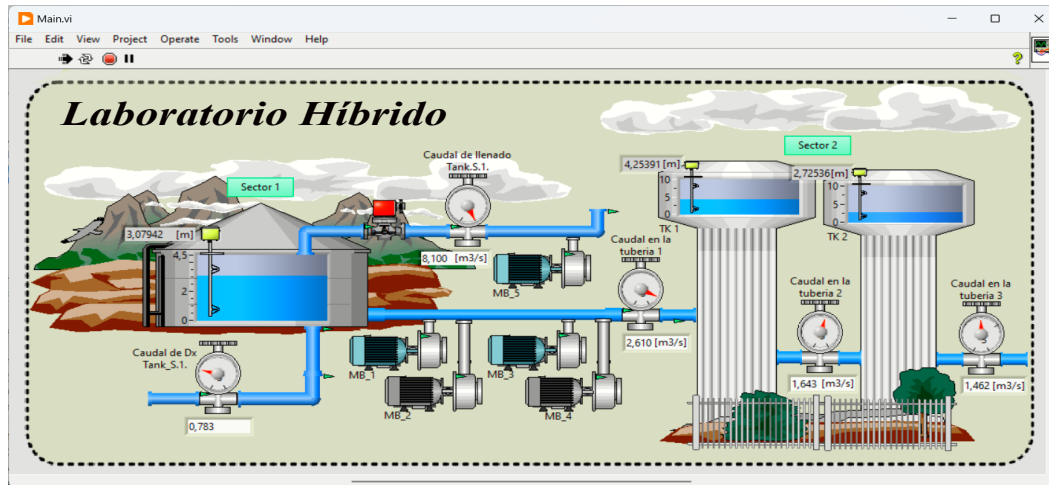 Main.vi
File Edit View Project Operate Tools Window Help
Laboratorio Híbrido
Sector 1
Caudal de llenado
Tank.S.1.
8,100 [m3/s]
3,07942 [m]
4,5
2
0
Caudal de Dx
Tank_S.1.
0,783
MB_5
MB_1
MB_2
MB_3
MB_4
Caudal en la
tuberia 1
2,610 [m3/s]
Sector 2
4,25391 [m]
10
5
0
TK 1
2,72536[m]
10
5
0
TK 2
Caudal en la
tuberia 2
1,643 [m3/s]
Caudal en la
tuberia 3
1,462 [m3/s]